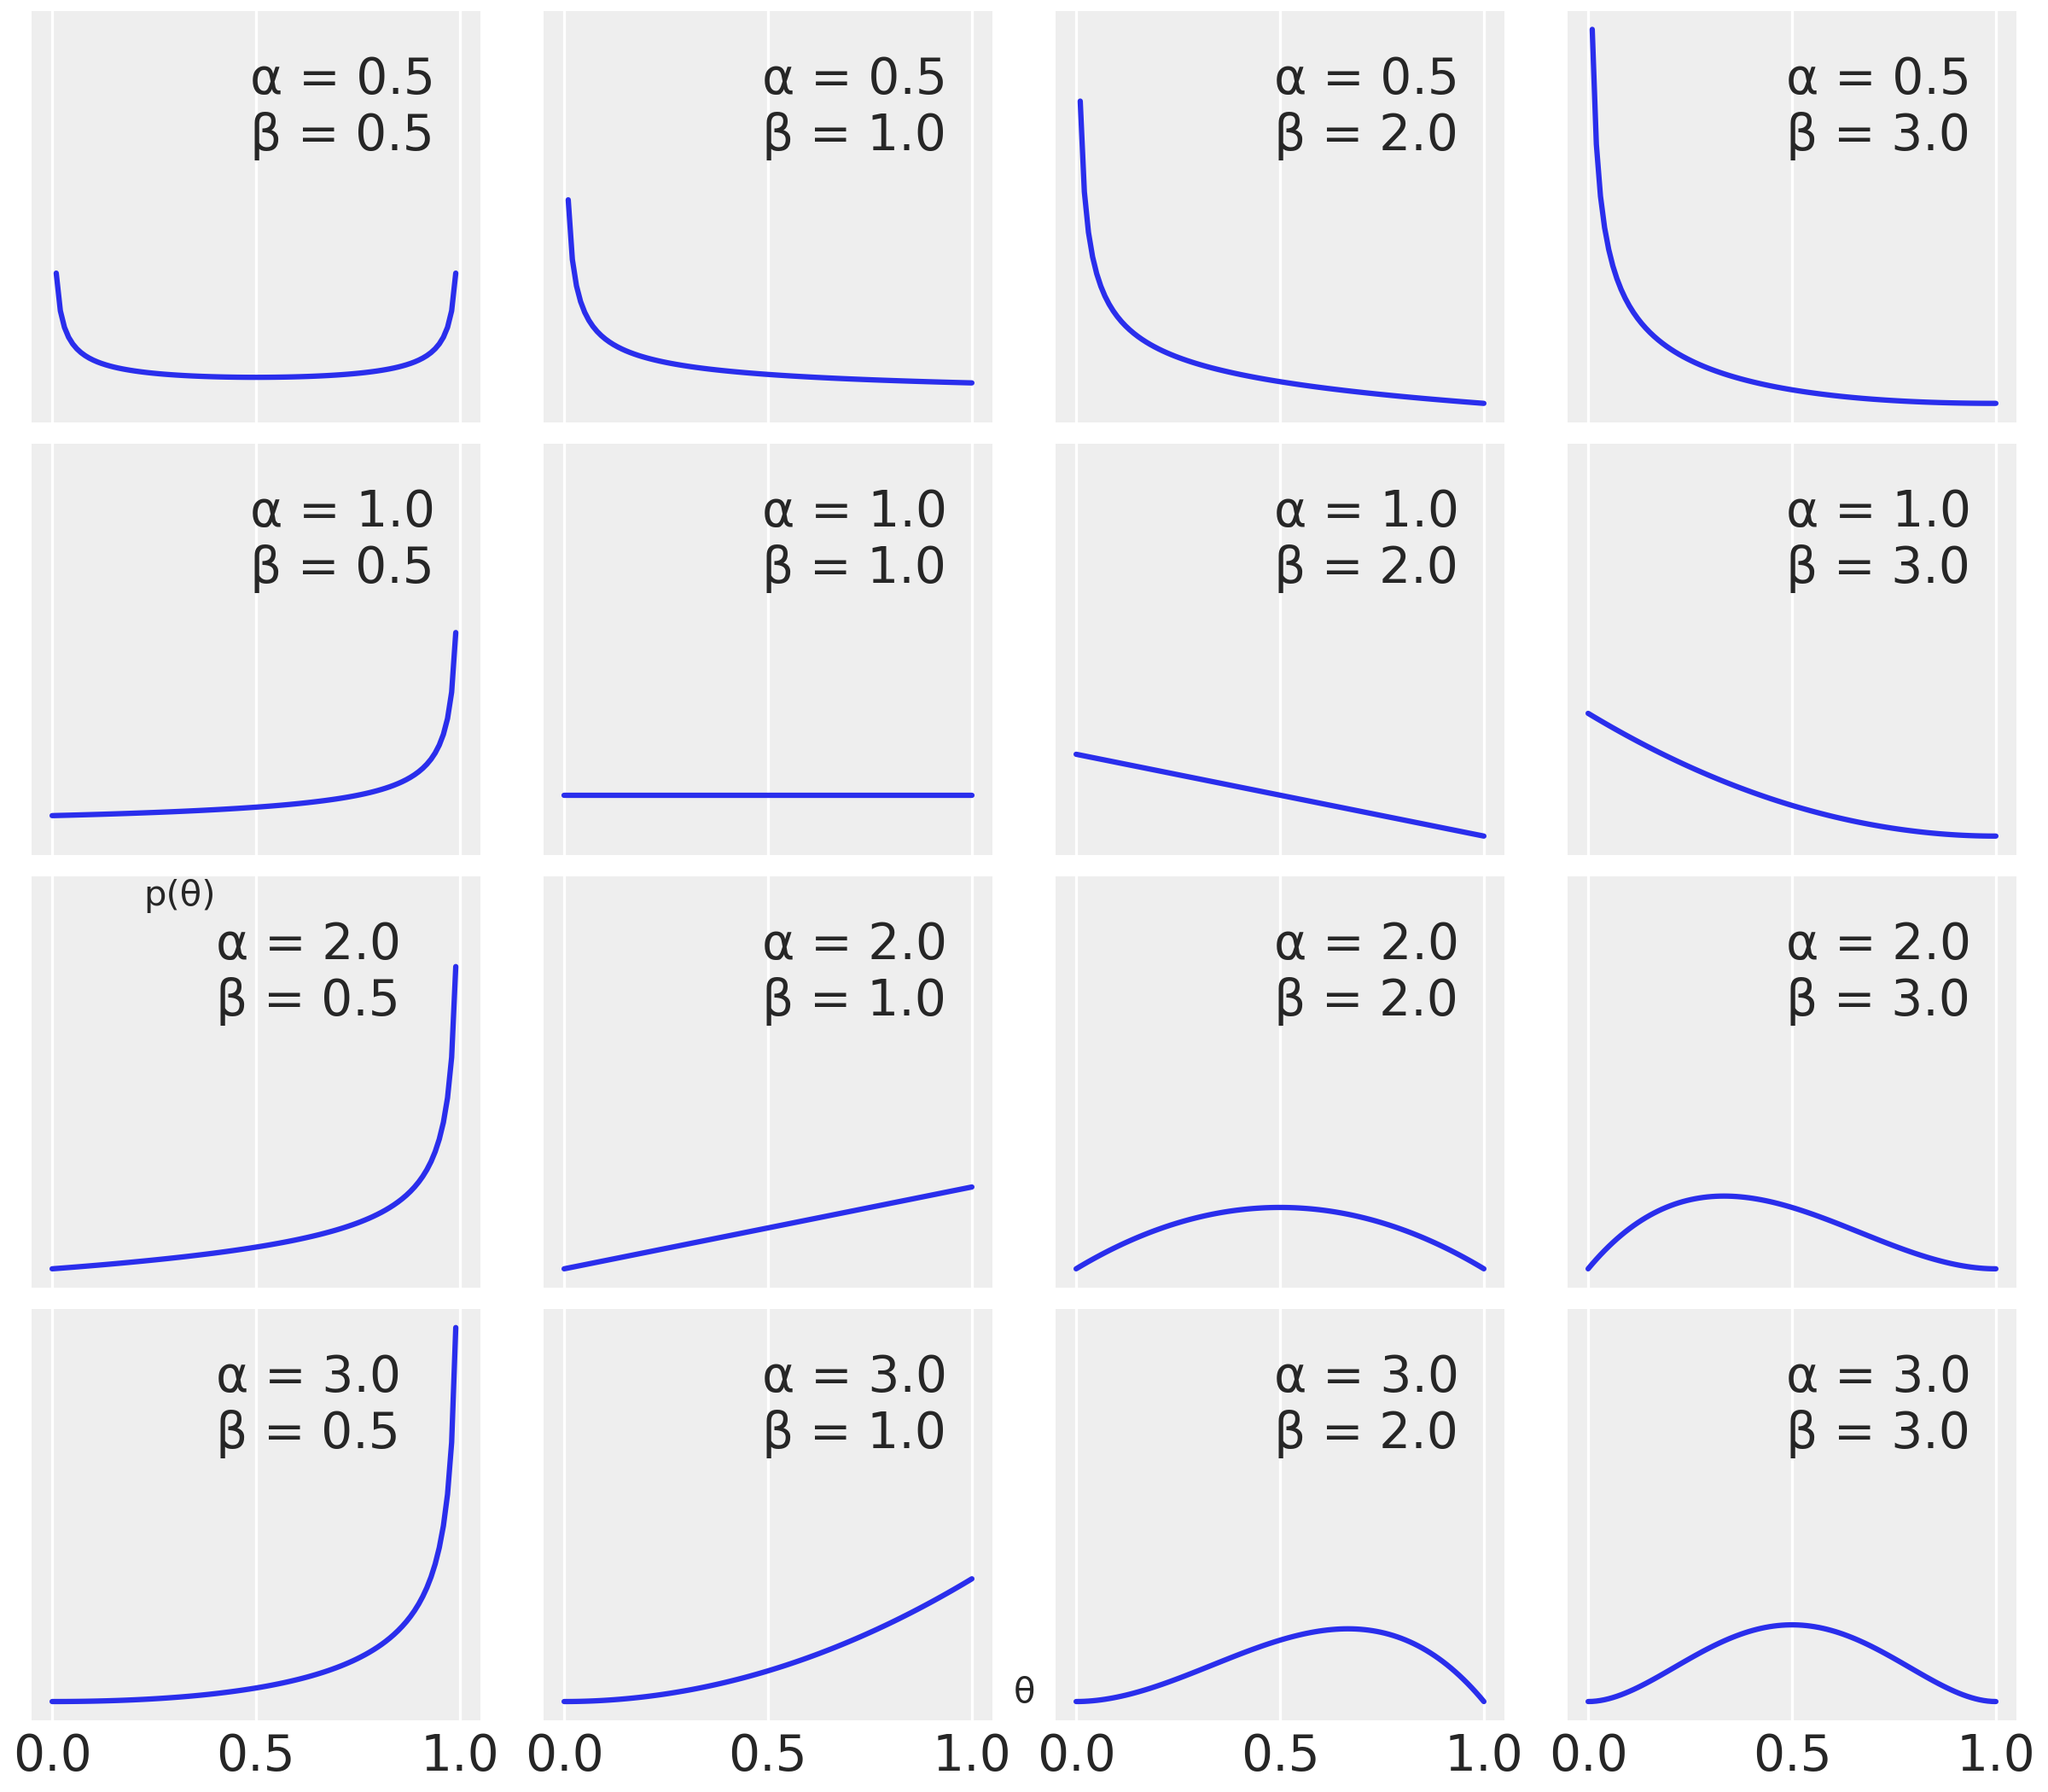 α = 0.5
β = 0.5
α = 0.5
β = 1.0
α = 0.5
β = 2.0
α = 0.5
β = 3.0
α = 1.0
β = 0.5
α = 1.0
β = 1.0
α = 1.0
β = 2.0
α = 1.0
β = 3.0
p(θ)
α = 2.0
β = 0.5
α = 2.0
β = 1.0
α = 2.0
β = 2.0
α = 2.0
β = 3.0
α = 3.0
β = 0.5
α = 3.0
β = 1.0
α = 3.0
β = 2.0
α = 3.0
β = 3.0
θ
0.0 0.5 1.0 0.0 0.5 1.0 0.0 0.5 1.0 0.0 0.5 1.0